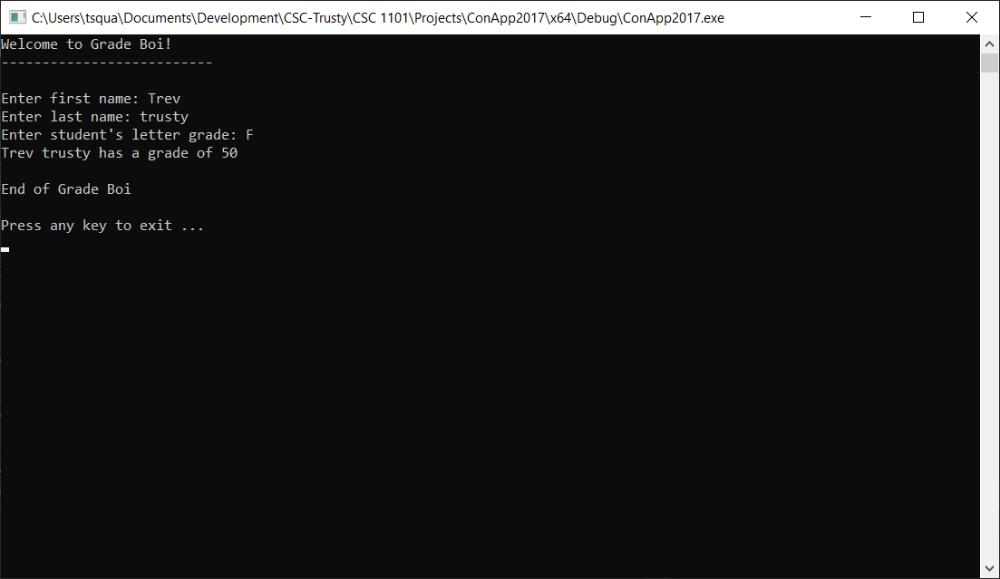 C:\Users\tsqua\Documents\Development\CSC-Trusty\CSC 1101\Projects\ConApp2017\x64\Debug\ConApp2017.exe
Welcome to Grade Boi!
--------------------------
Enter first name: Trev
Enter last name: trusty
Enter student's letter grade: F
Trev trusty has a grade of 50
End of Grade Boi
Press any key to exit ...